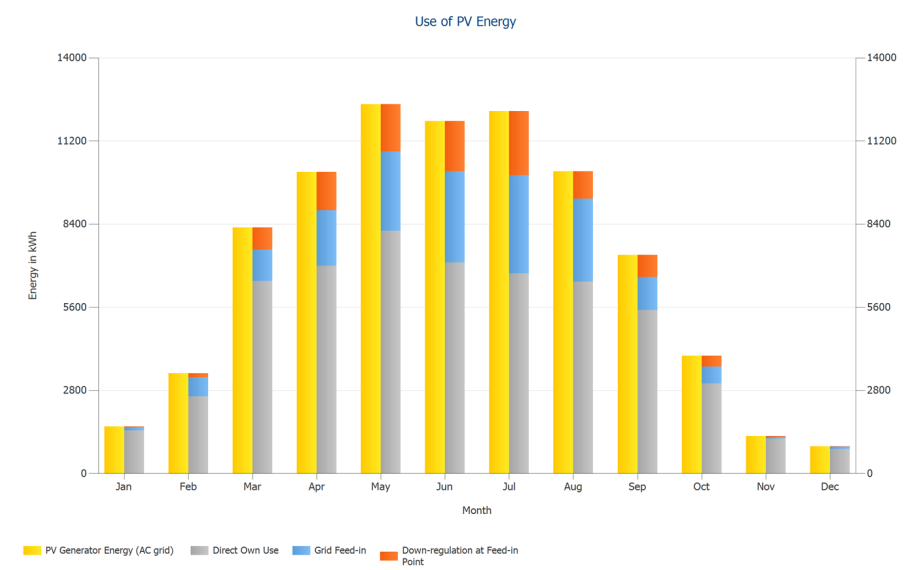 Use of PV Energy
14000 14000
11200 11200
8400 8400
5600 5600
2800 2800
0 0
Energy in kWh
Jan Feb Mar Apr May Jun Jul Aug Sep Oct Nov Dec
Month
PV Generator Energy (AC grid) Direct Own Use Grid Feed-in Down-regulation at Feed-in
Point